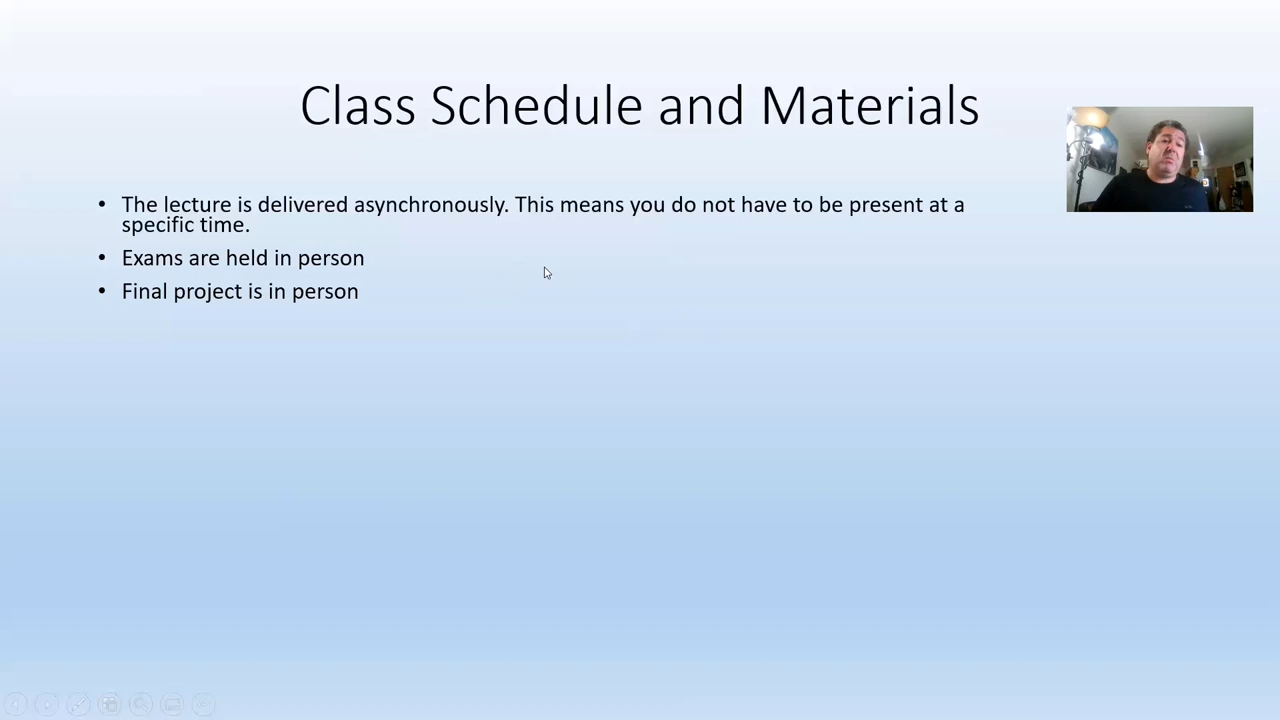 Class Schedule and Materials
• The lecture is delivered asynchronously. This means you do not have to be present at a
specific time.
• Exams are held in person
• Final project is in person